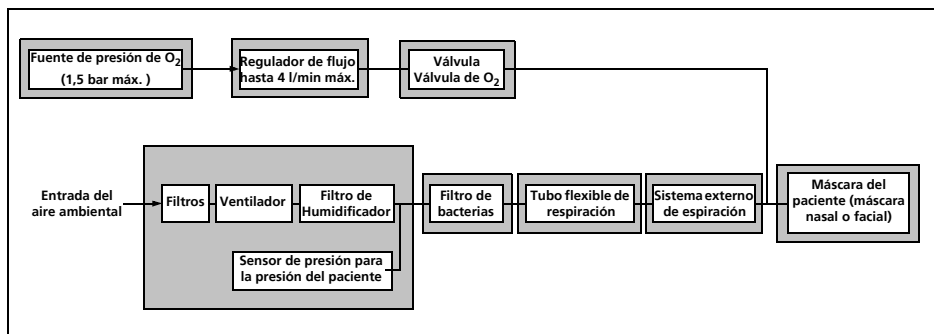 Fuente de presión de O2
(1,5 bar máx. )
Regulador de flujo
hasta 4 l/min máx.
Válvula
Válvula de O2
Entrada del
aire ambiental
Filtros
Ventilador
Filtro de
Humidificador
Sensor de presión para
la presión del paciente
Filtro de
bacterias
Tubo flexible de
respiración
Sistema externo
de espiración
Máscara del
paciente (máscara
nasal o facial)